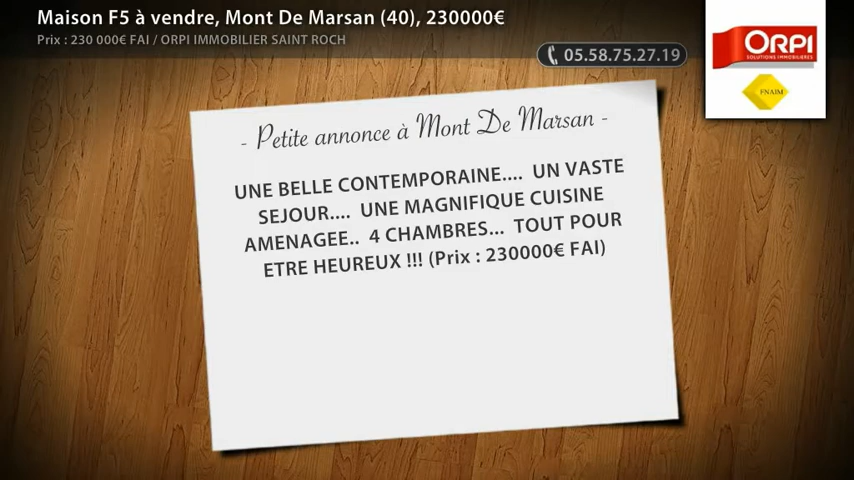 Maison F5 à vendre, Mont De Marsan (40), 230000€
Prix : 230 000€ FAI / ORPI IMMOBILIER SAINT ROCH
05.58.75.27.19
ORPI
SOLUTIONS IMMOBILIÈRES
FNAIM
- Petite annonce à Mont De Marsan -
UNE BELLE CONTEMPORAINE.... UN VASTE
SEJOUR.... UNE MAGNIFIQUE CUISINE
AMENAGEE.. 4 CHAMBRES... TOUT POUR
ETRE HEUREUX !!! (Prix : 230000€ FAI)